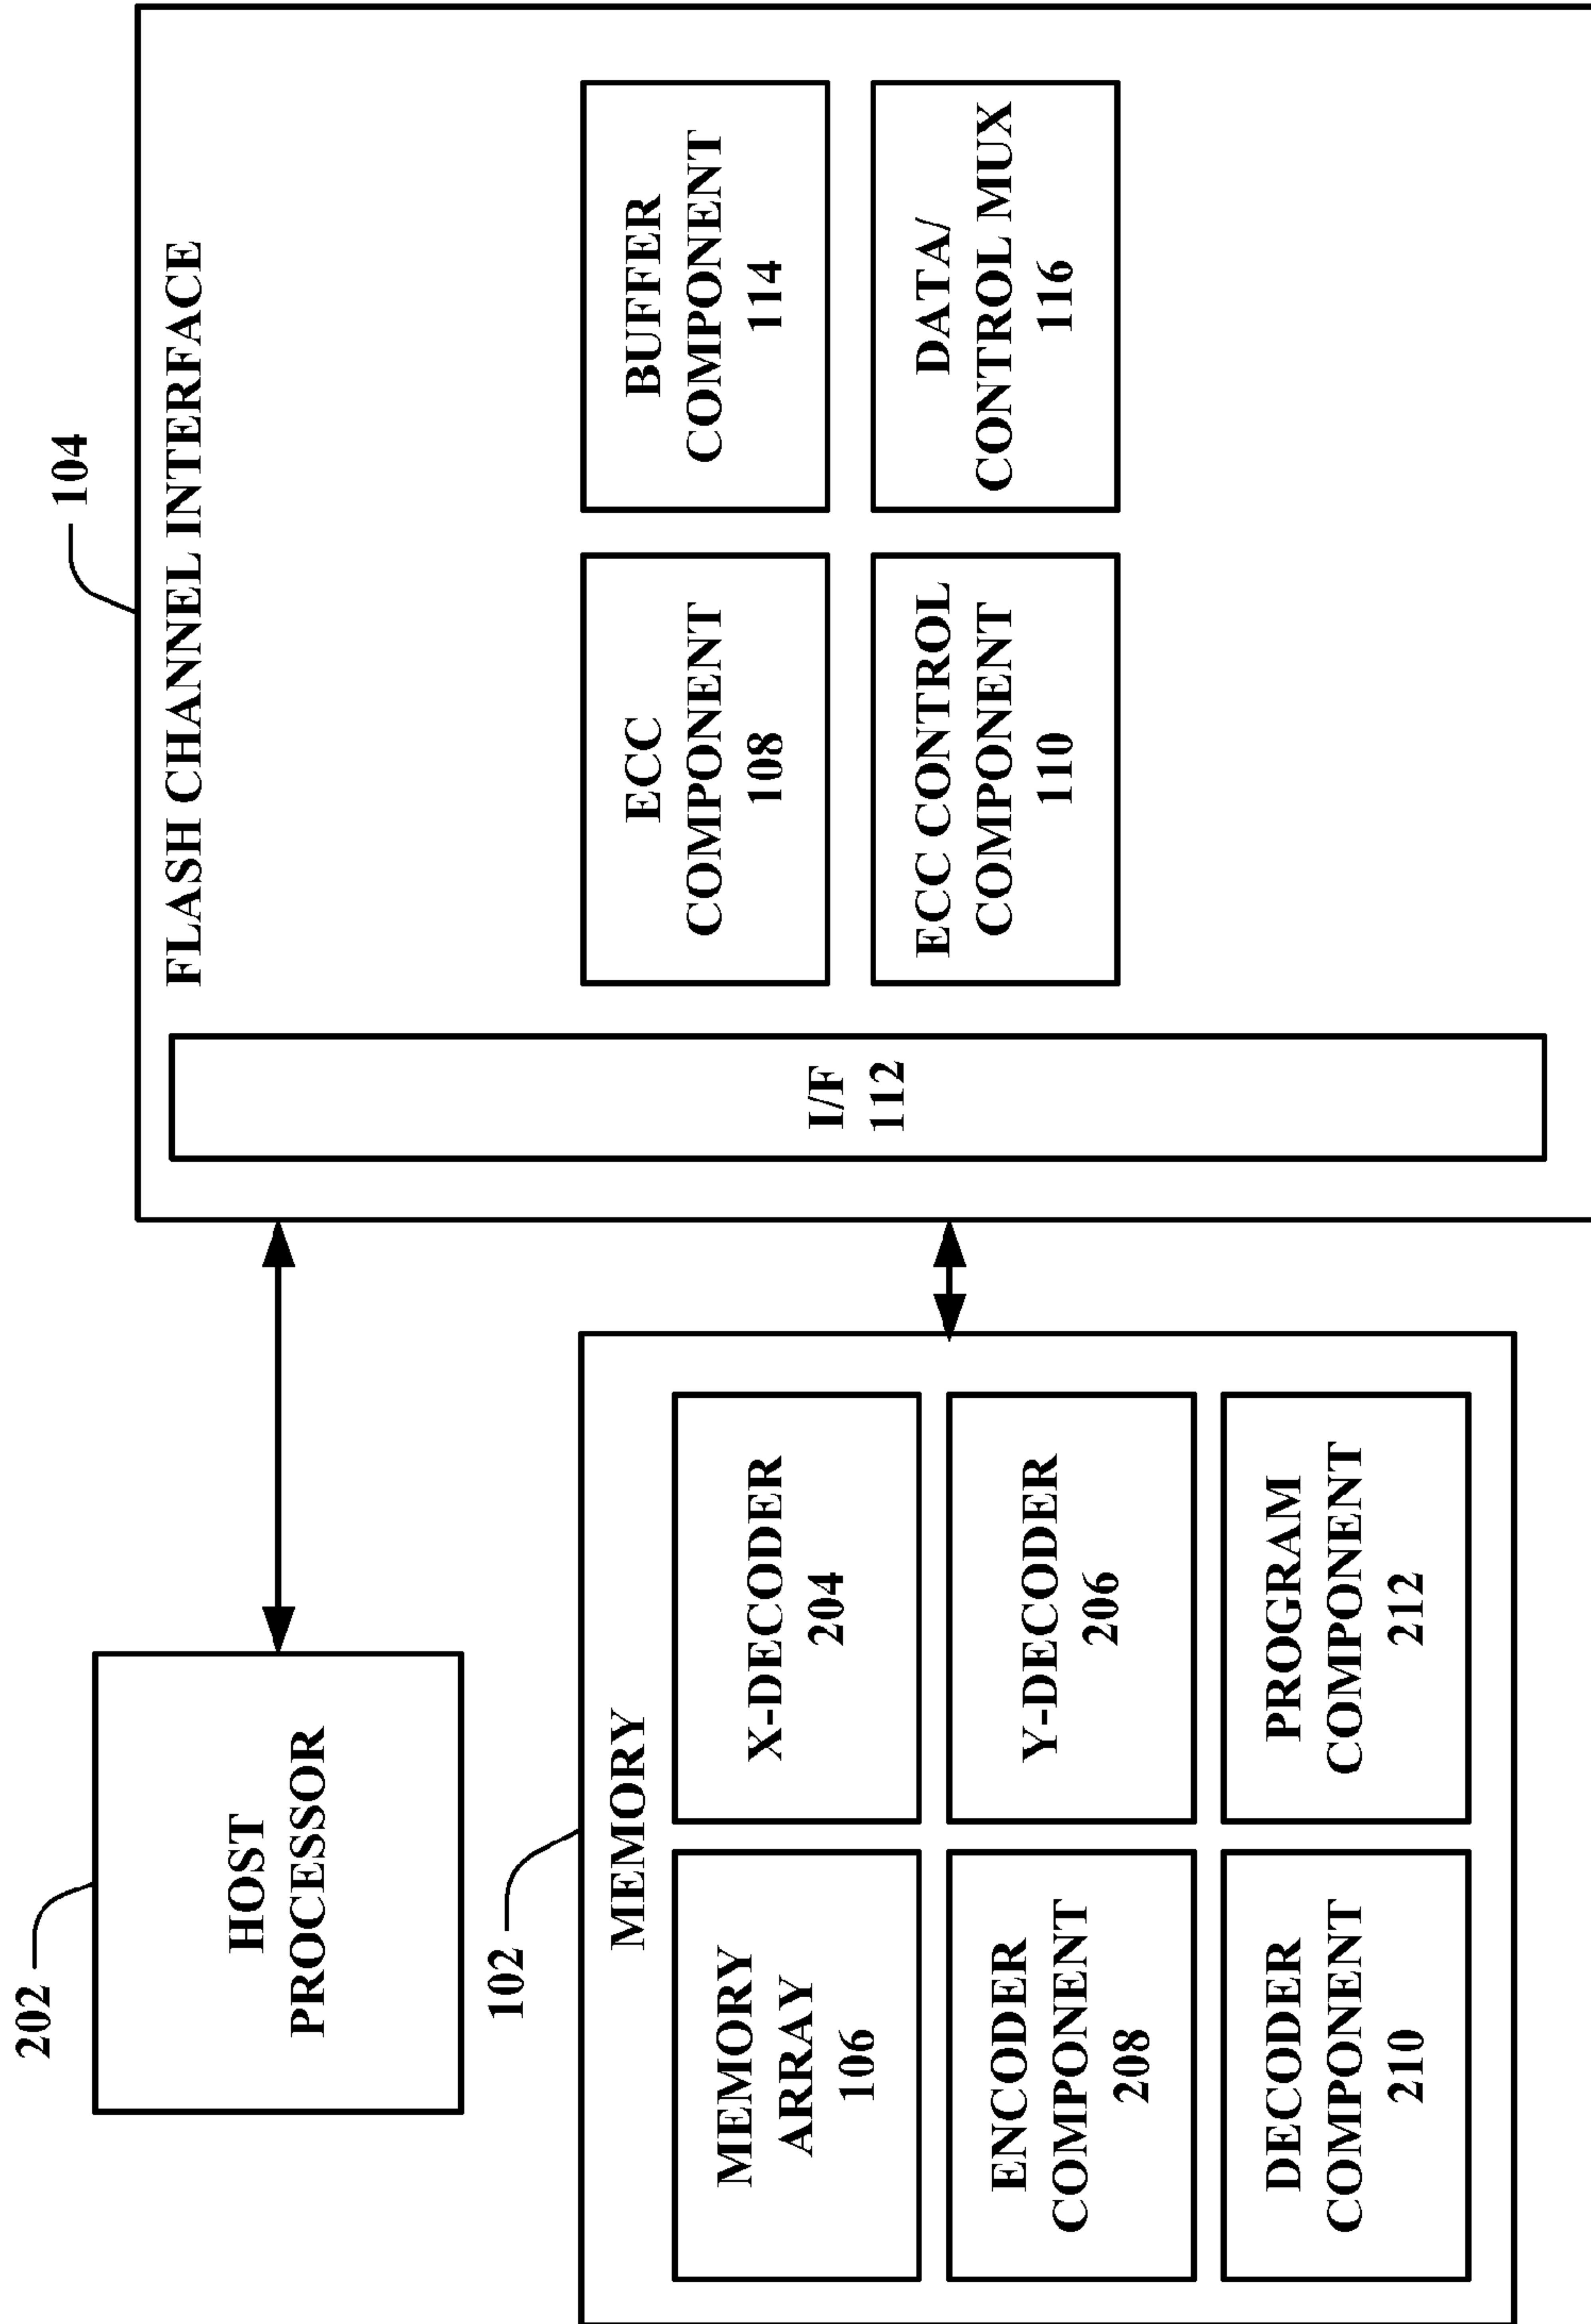 202
HOST
PROCESSOR
102
MEMORY
MEMORY
ARRAY
106
X-DECODER
204
ENCODER
COMPONENT
208
Y-DECODER
206
DECODER
COMPONENT
210
PROGRAM
COMPONENT
212
104
FLASH CHANNEL INTERFACE
I/F
112
ECC
COMPONENT
108
BUFFER
COMPONENT
114
ECC CONTROL
COMPONENT
110
DATA/
CONTROL MUX
116